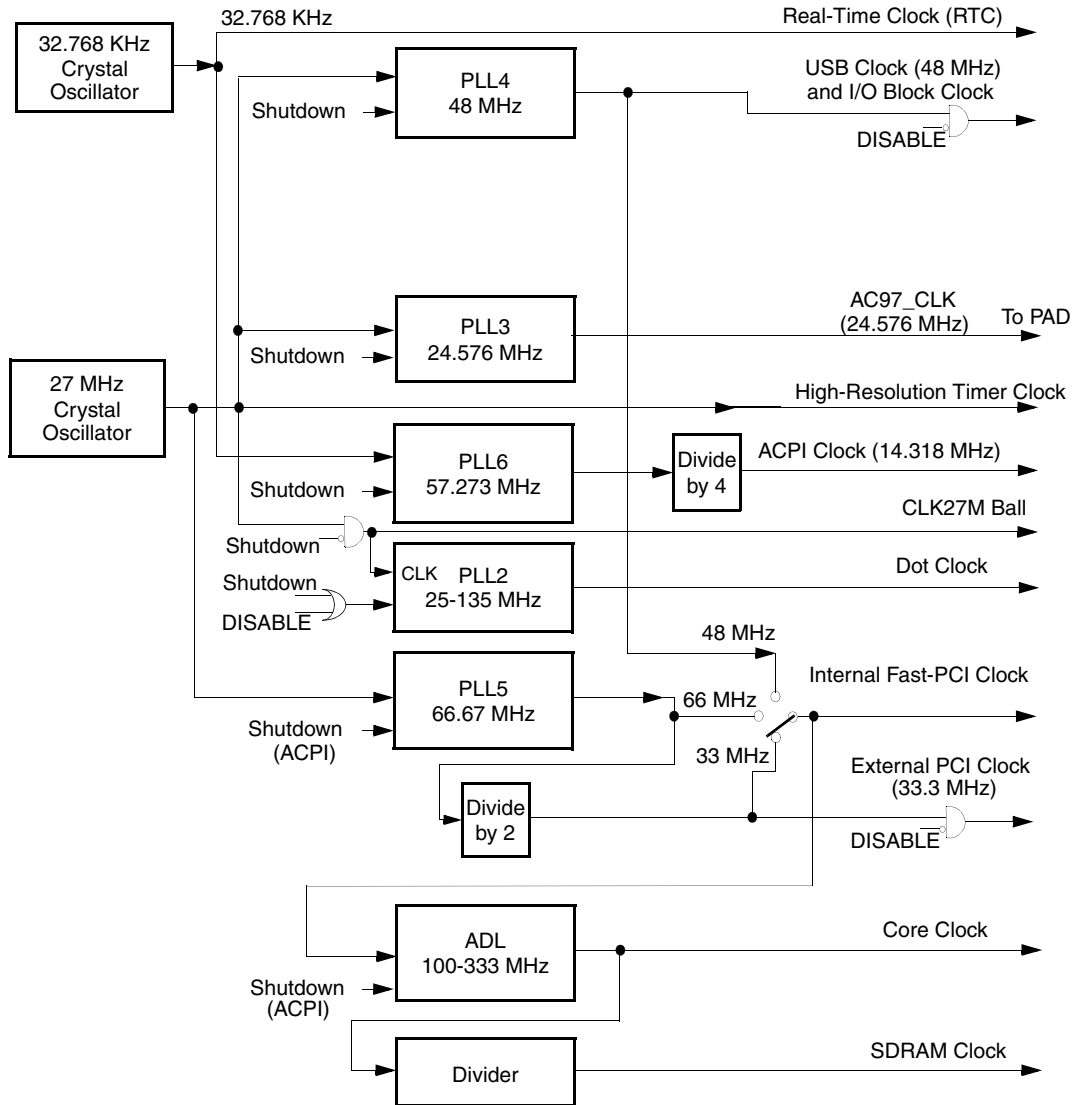 32.768 KHz
Real-Time Clock (RTC)
32.768 KHz
Crystal
Oscillator
PLL4
48 MHz
Shutdown
USB Clock (48 MHz)
and I/O Block Clock
DISABLE
PLL3
24.576 MHz
Shutdown
AC97_CLK
(24.576 MHz)
To PAD
27 MHz
Crystal
Oscillator
High-Resolution Timer Clock
PLL6
57.273 MHz
Shutdown
Divide
by 4
ACPI Clock (14.318 MHz)
CLK27M Ball
Shutdown
Shutdown
DISABLE
CLK
PLL2
25-135 MHz
Dot Clock
48 MHz
PLL5
66.67 MHz
Shutdown
(ACPI)
66 MHz
33 MHz
Internal Fast-PCI Clock
Divide
by 2
External PCI Clock
(33.3 MHz)
DISABLE
ADL
100-333 MHz
Shutdown
(ACPI)
Core Clock
Divider
SDRAM Clock